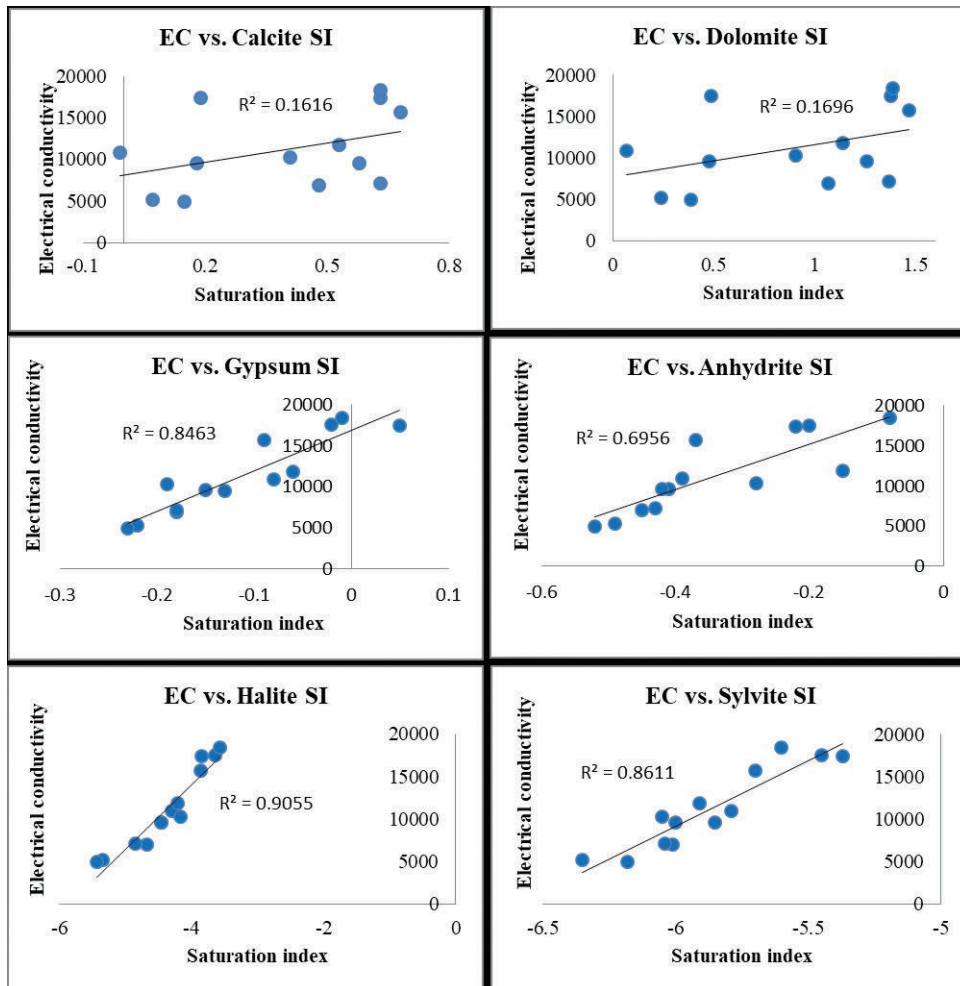 EC vs. Calcite SI
Electrical conductivity
20000
15000
10000
5000
0
R² = 0.1616
-0.1 0.2 0.5 0.8
Saturation index
EC vs. Dolomite SI
Electrical conductivity
20000
15000
10000
5000
0
R² = 0.1696
0 0.5 1 1.5
Saturation index
EC vs. Gypsum SI
Electrical conductivity
R² = 0.8463
20000
15000
10000
5000
0
-0.3 -0.2 -0.1 0 0.1
Saturation index
EC vs. Anhydrite SI
Electrical conductivity
R² = 0.6956
20000
15000
10000
5000
0
-0.6 -0.4 -0.2 0
Saturation index
EC vs. Halite SI
Electrical conductivity
R² = 0.9055
20000
15000
10000
5000
0
-6 -4 -2 0
Saturation index
EC vs. Sylvite SI
Electrical conductivity
R² = 0.8611
20000
15000
10000
5000
0
-6.5 -6 -5.5 -5
Saturation index